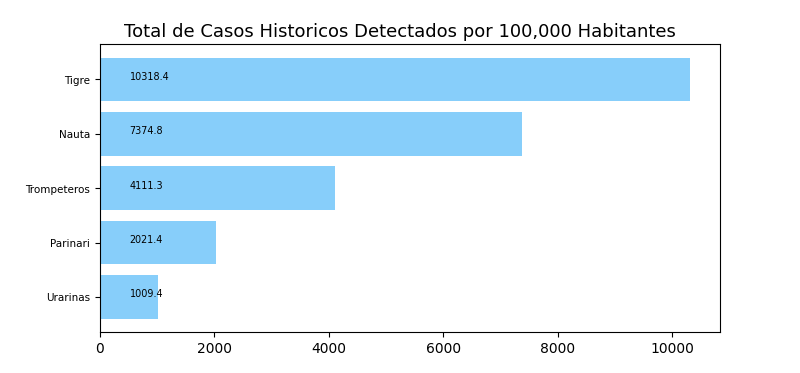 Total de Casos Historicos Detectados por 100,000 Habitantes
Tigre 10318.4
Nauta 7374.8
Trompeteros 4111.3
Parinari 2021.4
Urarinas 1009.4
0 2000 4000 6000 8000 10000